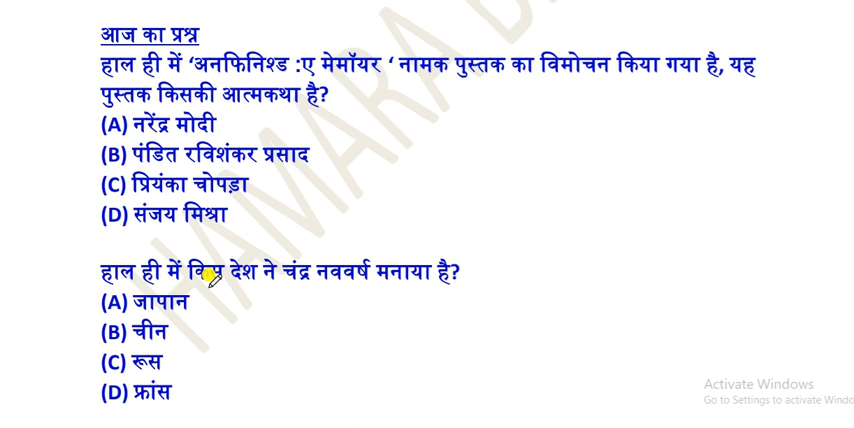 आज का प्रश्न
हाल ही में ‘अनफिनिश्ड :ए मेमॉयर ‘ नामक पुस्तक का विमोचन किया गया है, यह
पुस्तक किसकी आत्मकथा है?
(A) नरेंद्र मोदी
(B) पंडित रविशंकर प्रसाद
(C) प्रियंका चोपड़ा
(D) संजय मिश्रा
हाल ही में किस देश ने चंद्र नववर्ष मनाया है?
(A) जापान
(B) चीन
(C) रूस
(D) फ्रांस
HAMARA
Activate Windows
Go to Settings to activate Windo